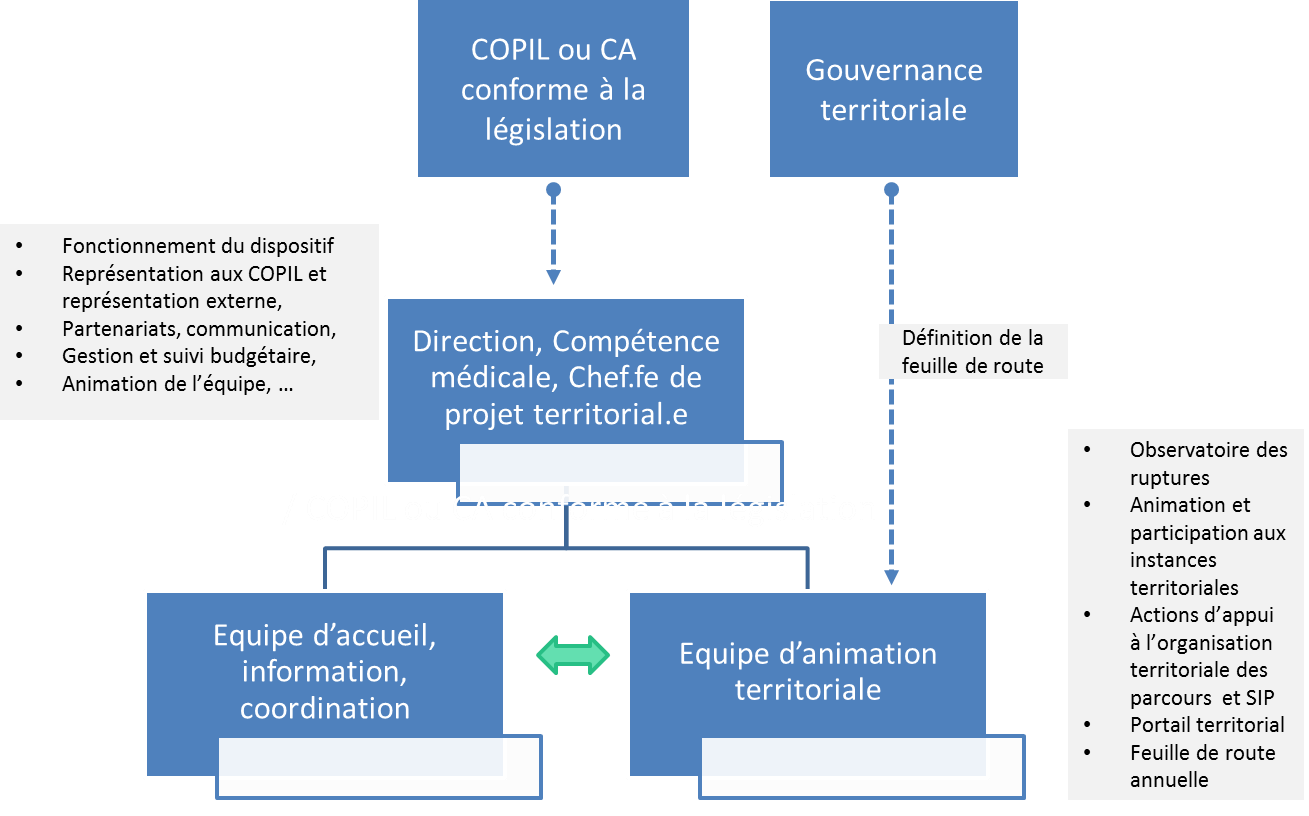 COPIL ou CA
conforme à la
législation
Gouvernance
territoriale
• Fonctionnement du dispositif
• Représentation aux COPIL et
représentation externe,
• Partenariats, communication,
• Gestion et suivi budgétaire,
• Animation de l’équipe, …
Direction, Compétence
médicale, Chef.fe de
projet territorial.e
Définition de la
feuille de route
• Observatoire des
ruptures
• Animation et
participation aux
instances
territoriales
• Actions d’appui
à l’organisation
territoriale des
parcours et SIP
• Portail territorial
• Feuille de route
annuelle
Equipe d’accueil,
information,
coordination
Equipe d’animation
territoriale